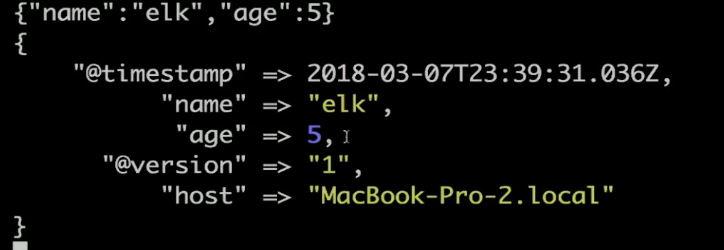 {"name":"elk","age":5}
{
"@timestamp" => 2018-03-07T23:39:31.036Z,
"name" => "elk",
"age" => 5,
"@version" => "1",
"host" => "MacBook-Pro-2.local"
}